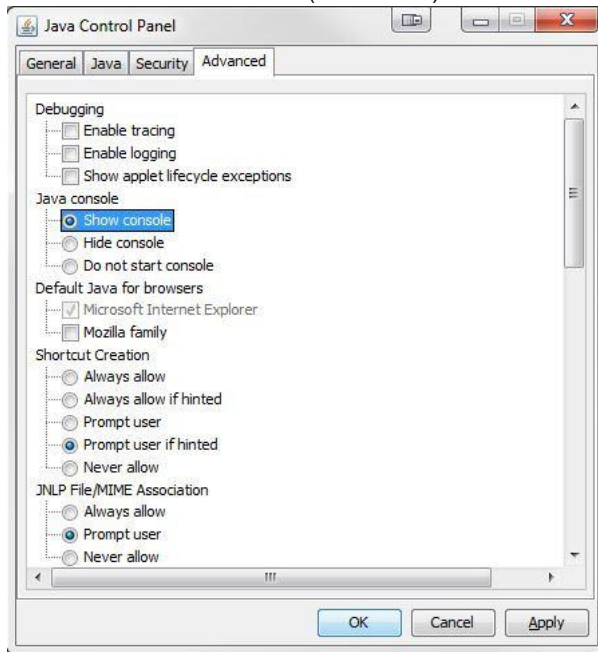 Java Control Panel
General Java Security Advanced
Debugging
Enable tracing
Enable logging
Show applet lifecycle exceptions
Java console
Show console
Hide console
Do not start console
Default Java for browsers
Microsoft Internet Explorer
Mozilla family
Shortcut Creation
Always allow
Always allow if hinted
Prompt user
Prompt user if hinted
Never allow
JNLP File/MIME Association
Always allow
Prompt user
Never allow
OK Cancel Apply